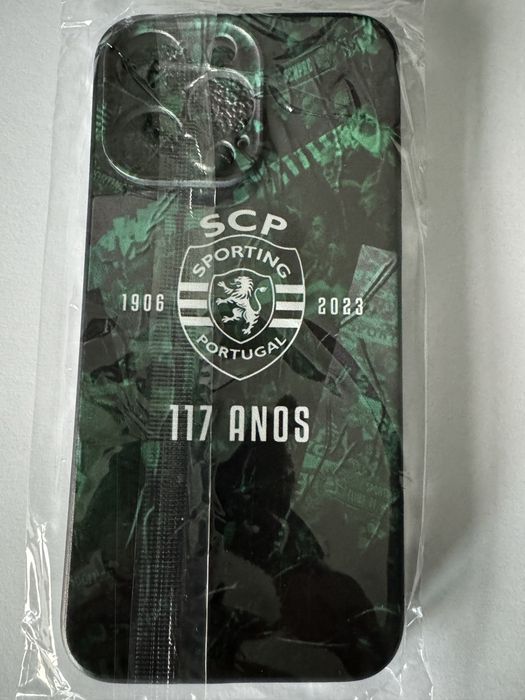 SCP
SPORTING
1906
2023
PORTUGAL
117 ANOS